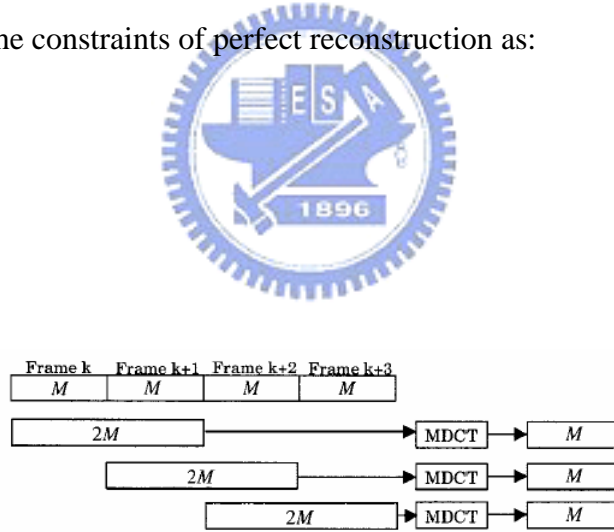 ne constraints of perfect reconstruction as:
E S A
1896
Frame k Frame k+1 Frame k+2 Frame k+3
M M M M
2M MDCT M
2M MDCT M
2M MDCT M